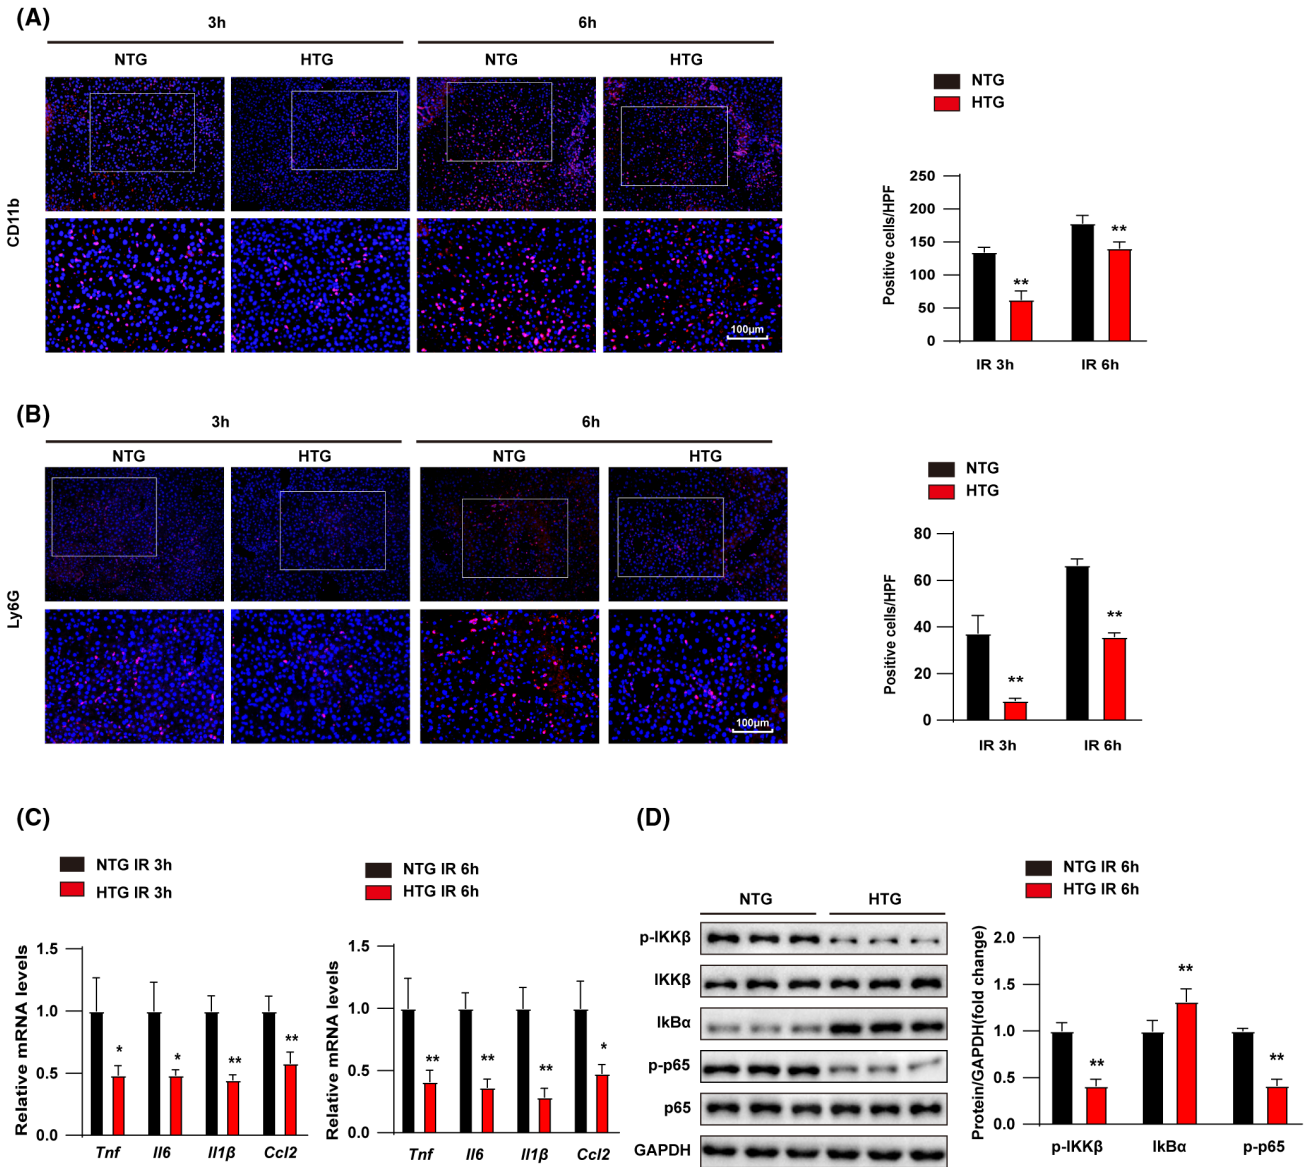 (A)
3h 6h
NTG HTG NTG HTG
CD11b
100μm
NTG
HTG
Positive cells/HPF
250
200
150
100
50
0
**
**
IR 3h IR 6h
(B)
3h 6h
NTG HTG NTG HTG
Ly6G
100μm
NTG
HTG
Positive cells/HPF
80
60
40
20
0
**
**
IR 3h IR 6h
(C)
NTG IR 3h
HTG IR 3h
Relative mRNA levels
1.5
1.0
0.5
0.0
* * ** **
Tnf Il6 Il1β Ccl2
NTG IR 6h
HTG IR 6h
Relative mRNA levels
1.5
1.0
0.5
0.0
** ** ** *
Tnf Il6 Il1β Ccl2
(D)
NTG HTG
p-IKKβ
IKKβ
IkBα
p-p65
p65
GAPDH
NTG IR 6h
HTG IR 6h
Protein/GAPDH(fold change)
2.0
1.5
1.0
0.5
0.0
** ** **
p-IKKβ IkBα p-p65